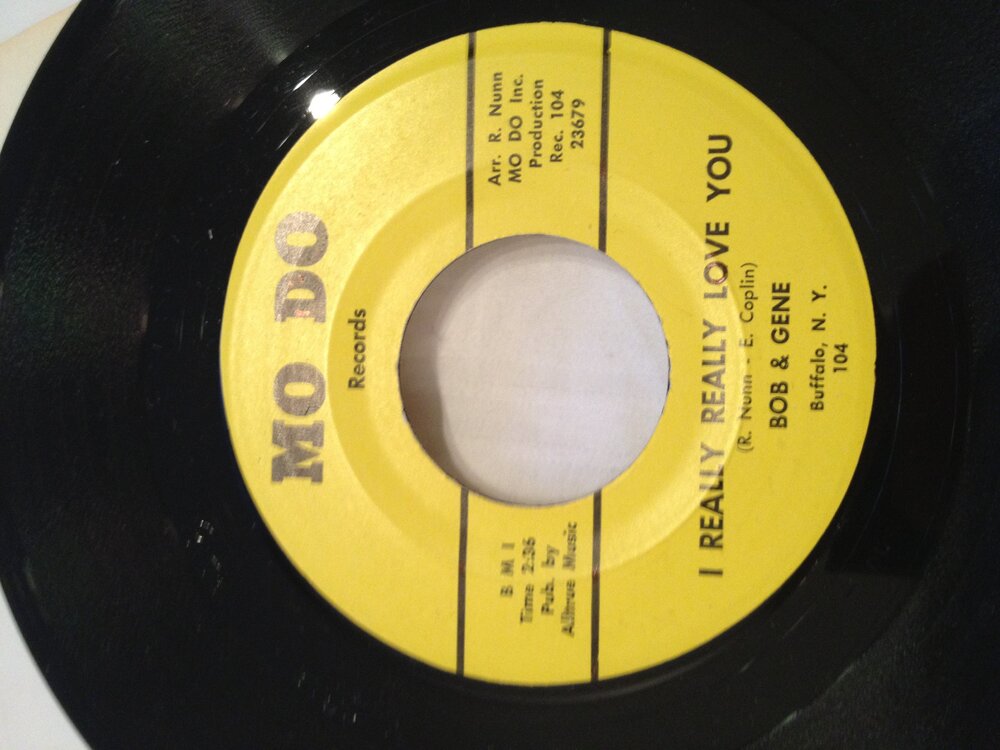 MO DO
Records
B M I
Time 2:36
Pub. by
Music
Arr. R. Nunn
MO DO Inc.
Production
Rec. 104
23679
I REALLY REALLY LOVE YOU
(R. Nunn - E. Coplin)
BOB & GENE
Buffalo, N. Y.
104